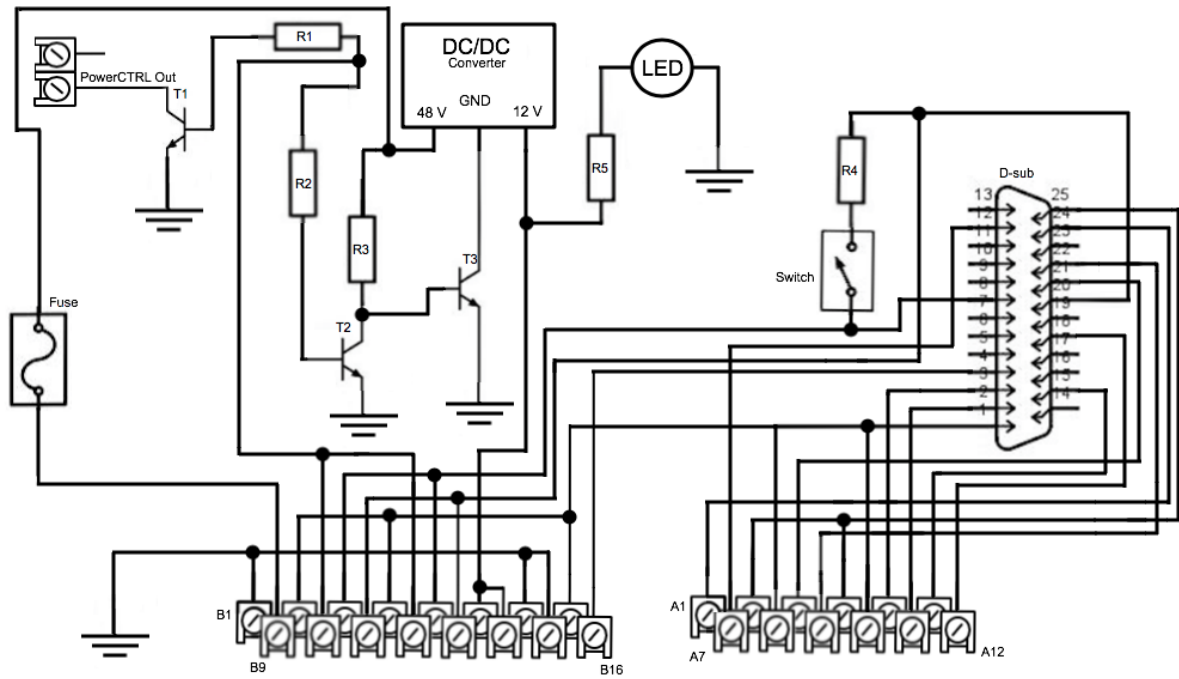 R1
DC/DC
Converter
LED
PowerCTRL Out
T1
GND
48 V
12 V
R2
R5
R4
D-sub
13
25
12
24
11
23
10
22
9
21
8
20
7
19
6
18
5
17
4
16
3
15
2
14
1
R3
T3
Switch
Fuse
T2
B1
A1
B9
B16
A7
A12